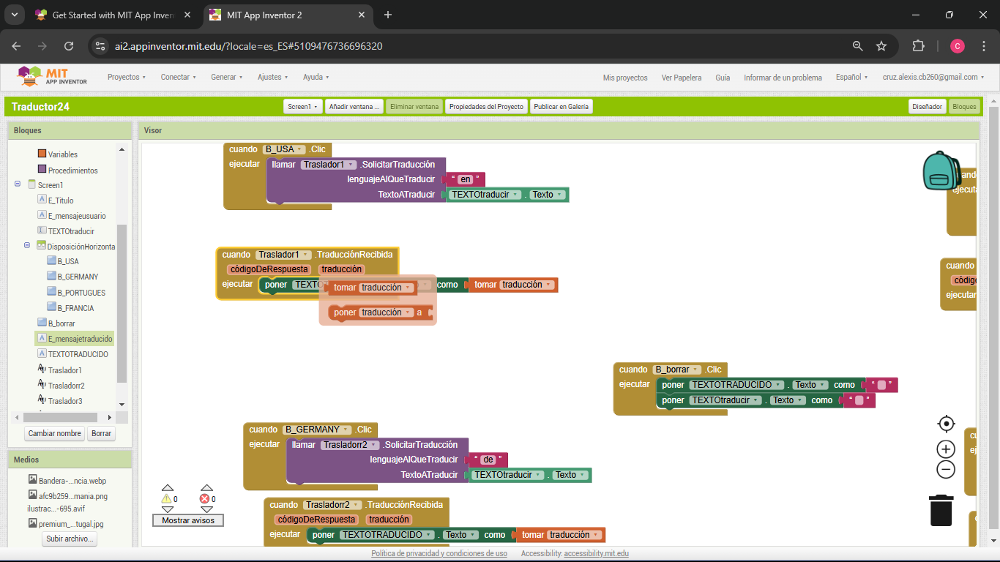 Get Started with MIT App Inven
MIT App Inventor 2
ai2.appinventor.mit.edu/?locale=es_ES#5109476736696320
C
MIT
APP INVENTOR
Proyectos
Conectar
Generar
Ajustes
Ayuda
Mis proyectos
Ver Papelera
Guía
Informar de un problema
Español
cruz.alexis.cb260@gmail.com
Traductor24
Screen1
Añadir ventana ...
Eliminar ventana
Propiedades del Proyecto
Publicar en Galería
Diseñador
Bloques
Bloques
Variables
Procedimientos
Screen1
E_Titulo
E_mensajeusuario
TEXTOtraducir
DisposiciónHorizonta
B_USA
B_GERMANY
B_PORTUGUES
B_FRANCIA
B_borrar
E_mensajetraducido
TEXTOTRADUCIDO
Traslador1
Trasladorr2
Traslador3
Cambiar nombre
Borrar
Medios
Bandera-...ncia.webp
afc9b259...mania.png
ilustrac...-695.avif
premium_...tugal.jpg
Subir archivo...
Visor
cuando B_USA .Clic
ejecutar llamar Traslador1 .SolicitarTraducción
lenguajeAlQueTraducir " en "
TextoATraducir TEXTOtraducir . Texto
cuando Traslador1 .TraducciónRecibida
códigoDeRespuesta traducción
ejecutar poner TEXTO como tomar traducción
tomar traducción
poner traducción a
cuando B_borrar .Clic
ejecutar poner TEXTOTRADUCIDO . Texto como " "
poner TEXTOtraducir . Texto como " "
cuando B_GERMANY .Clic
ejecutar llamar Trasladorr2 .SolicitarTraducción
lenguajeAlQueTraducir " de "
TextoATraducir TEXTOtraducir . Texto
cuando Trasladorr2 .TraducciónRecibida
códigoDeRespuesta traducción
ejecutar poner TEXTOTRADUCIDO . Texto como tomar traducción
cuando
códig
ejecutar
0
0
Mostrar avisos
Política de privacidad y condiciones de uso
Accessibility: accessibility.mit.edu